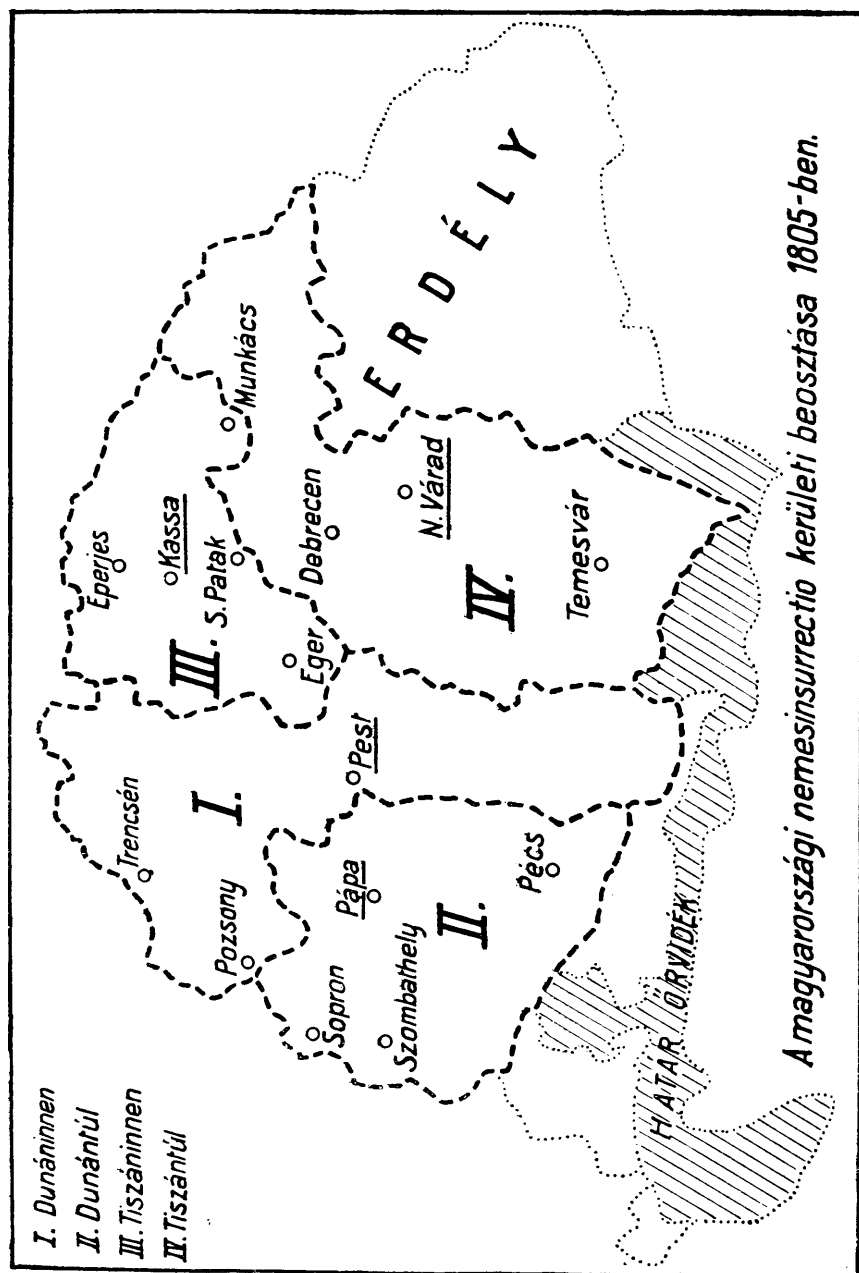 I. Dunáninnen
II. Dunántúl
III. Tiszáninnen
IV. Tiszántúl
Trencsén
Pozsony
I.
Pest
Eperjes
Kassa
III.
S. Patak
Eger
Munkács
Sopron
Szombathely
Pápa
II.
Pécs
Debrecen
N. Várad
IV.
Temesvár
ERDÉLY
HATÁR ŐRVIDÉK
A magyarországi nemesinsurrectio kerületi beosztása 1805-ben.